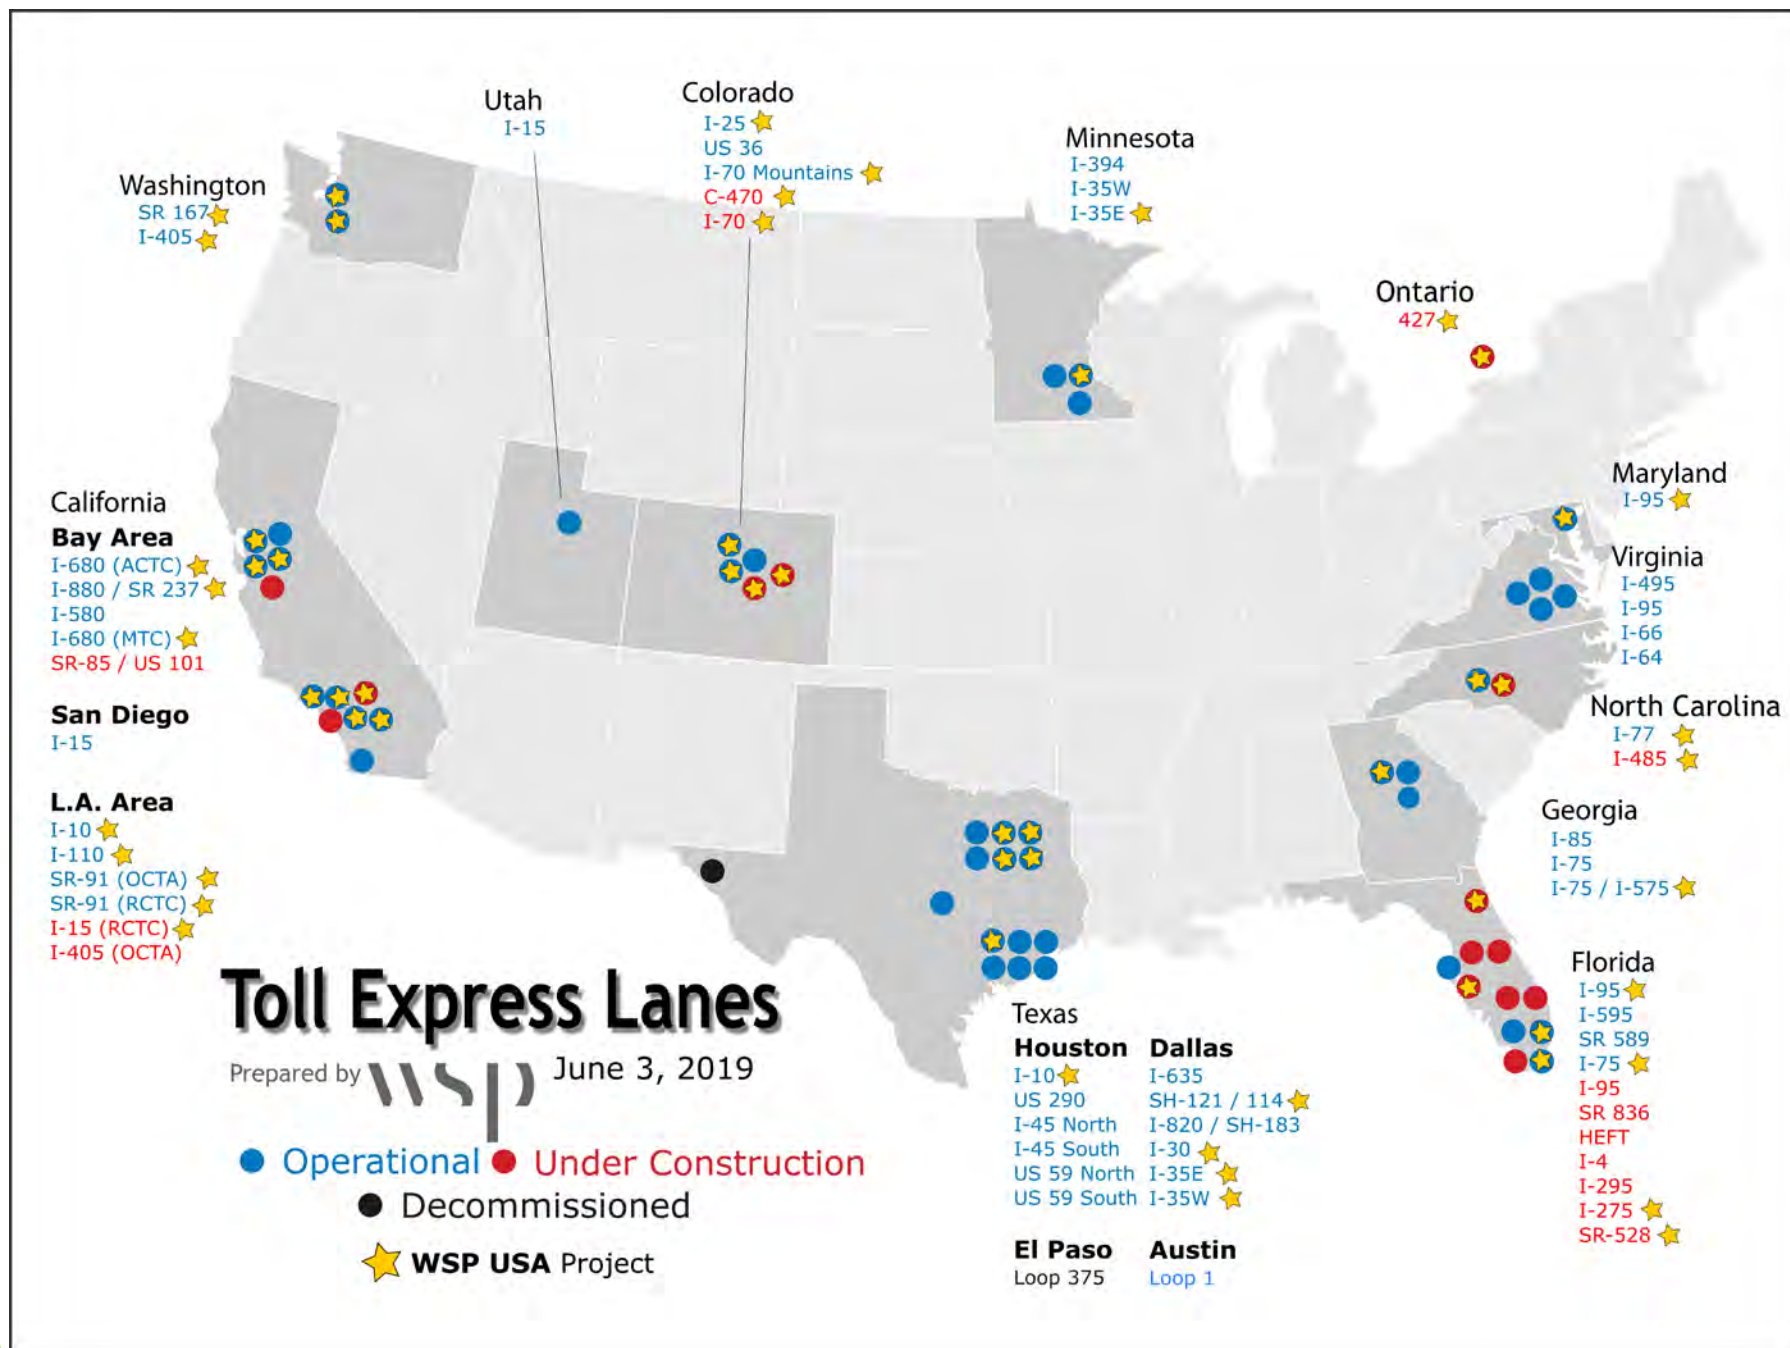 Utah
I-15
Colorado
I-25
US 36
I-70 Mountains
C-470
I-70
Minnesota
I-394
I-35W
I-35E
Washington
SR 167
I-405
Ontario
427
Maryland
I-95
Virginia
I-495
I-95
I-66
I-64
North Carolina
I-77
I-485
Georgia
I-85
I-75
I-75 / I-575
Florida
I-95
I-595
SR 589
I-75
I-95
SR 836
HEFT
I-4
I-295
I-275
SR-528
California
Bay Area
I-680 (ACTC)
I-880 / SR 237
I-580
I-680 (MTC)
SR-85 / US 101
San Diego
I-15
L.A. Area
I-10
I-110
SR-91 (OCTA)
SR-91 (RCTC)
I-15 (RCTC)
I-405 (OCTA)
Texas
Houston Dallas
I-10 I-635
US 290 SH-121 / 114
I-45 North I-820 / SH-183
I-45 South I-30
US 59 North I-35E
US 59 South I-35W
El Paso Austin
Loop 375 Loop 1
Toll Express Lanes
Prepared by wsp June 3, 2019
Operational Under Construction
Decommissioned
WSP USA Project